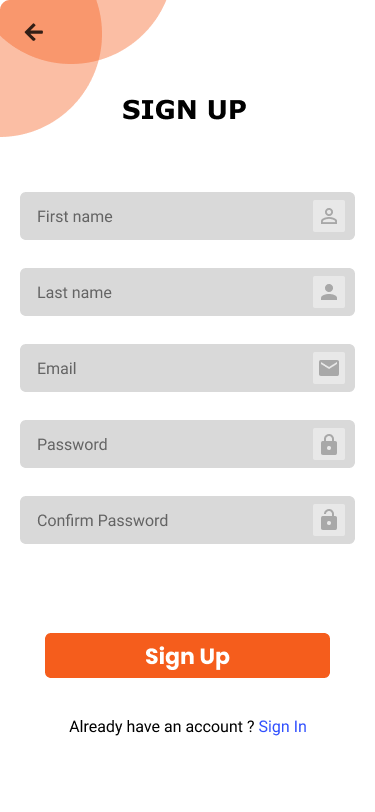 SIGN UP
First name
Last name
Email
Password
Confirm Password
Sign Up
Already have an account ? Sign In